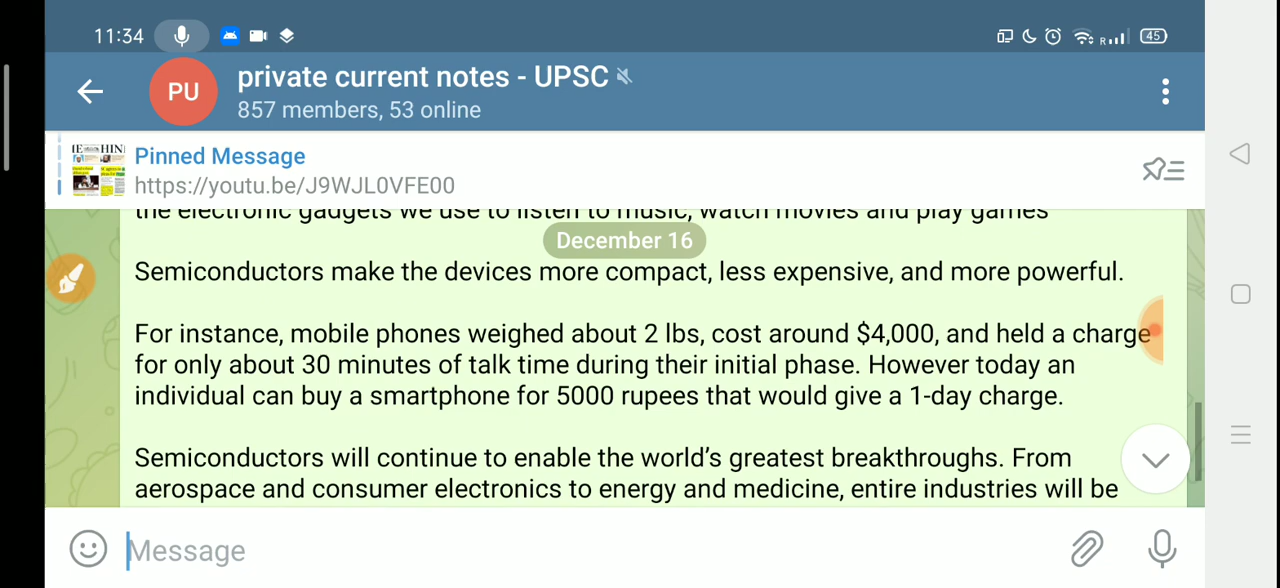 11:34
R
45
PU
private current notes - UPSC
857 members, 53 online
Pinned Message
https://youtu.be/J9WJL0VFE00
the electronic gadgets we use to listen to music, watch movies and play games
December 16
Semiconductors make the devices more compact, less expensive, and more powerful.
For instance, mobile phones weighed about 2 lbs, cost around $4,000, and held a charge
for only about 30 minutes of talk time during their initial phase. However today an
individual can buy a smartphone for 5000 rupees that would give a 1-day charge.
Semiconductors will continue to enable the world's greatest breakthroughs. From
aerospace and consumer electronics to energy and medicine, entire industries will be
Message